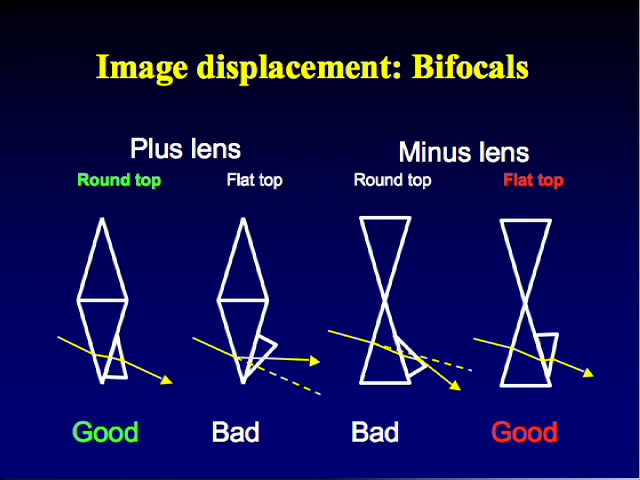 Image displacement: Bifocals
Plus lens
Minus lens
Round top
Flat top
Round top
Flat top
Good
Bad
Bad
Good